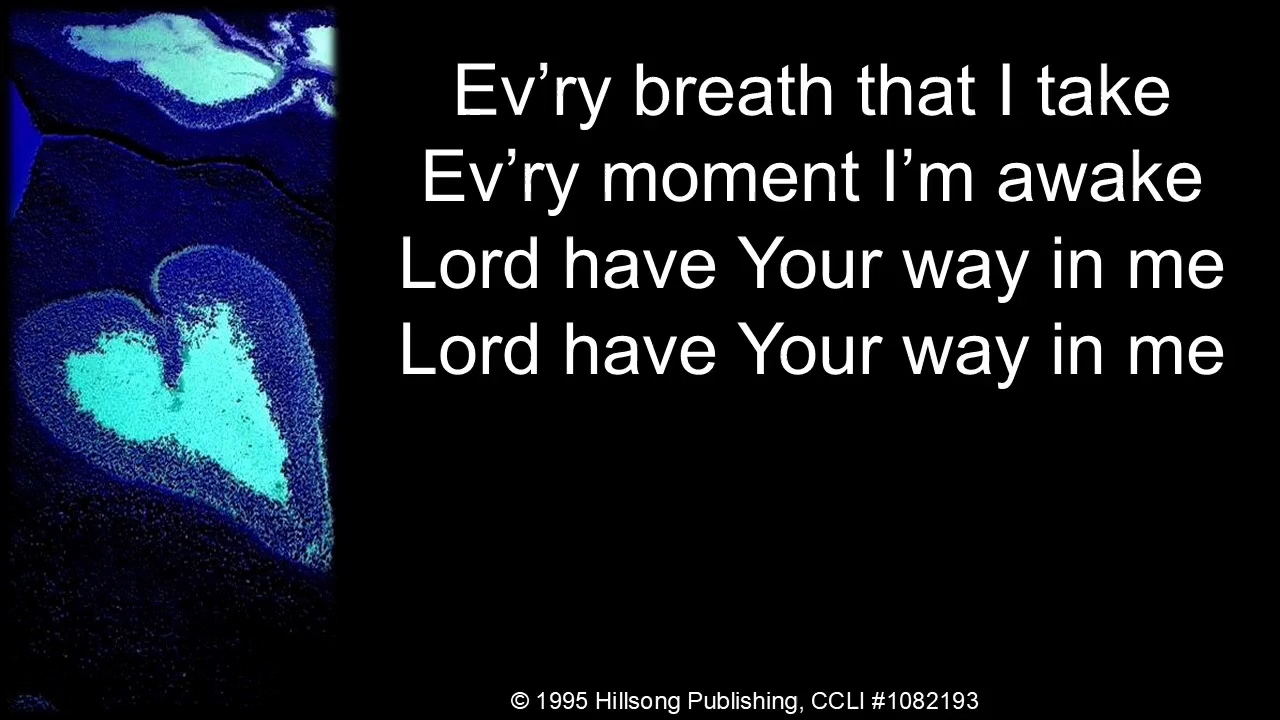 Ev’ry breath that I take
Ev’ry moment I’m awake
Lord have Your way in me
Lord have Your way in me
© 1995 Hillsong Publishing, CCLI #1082193